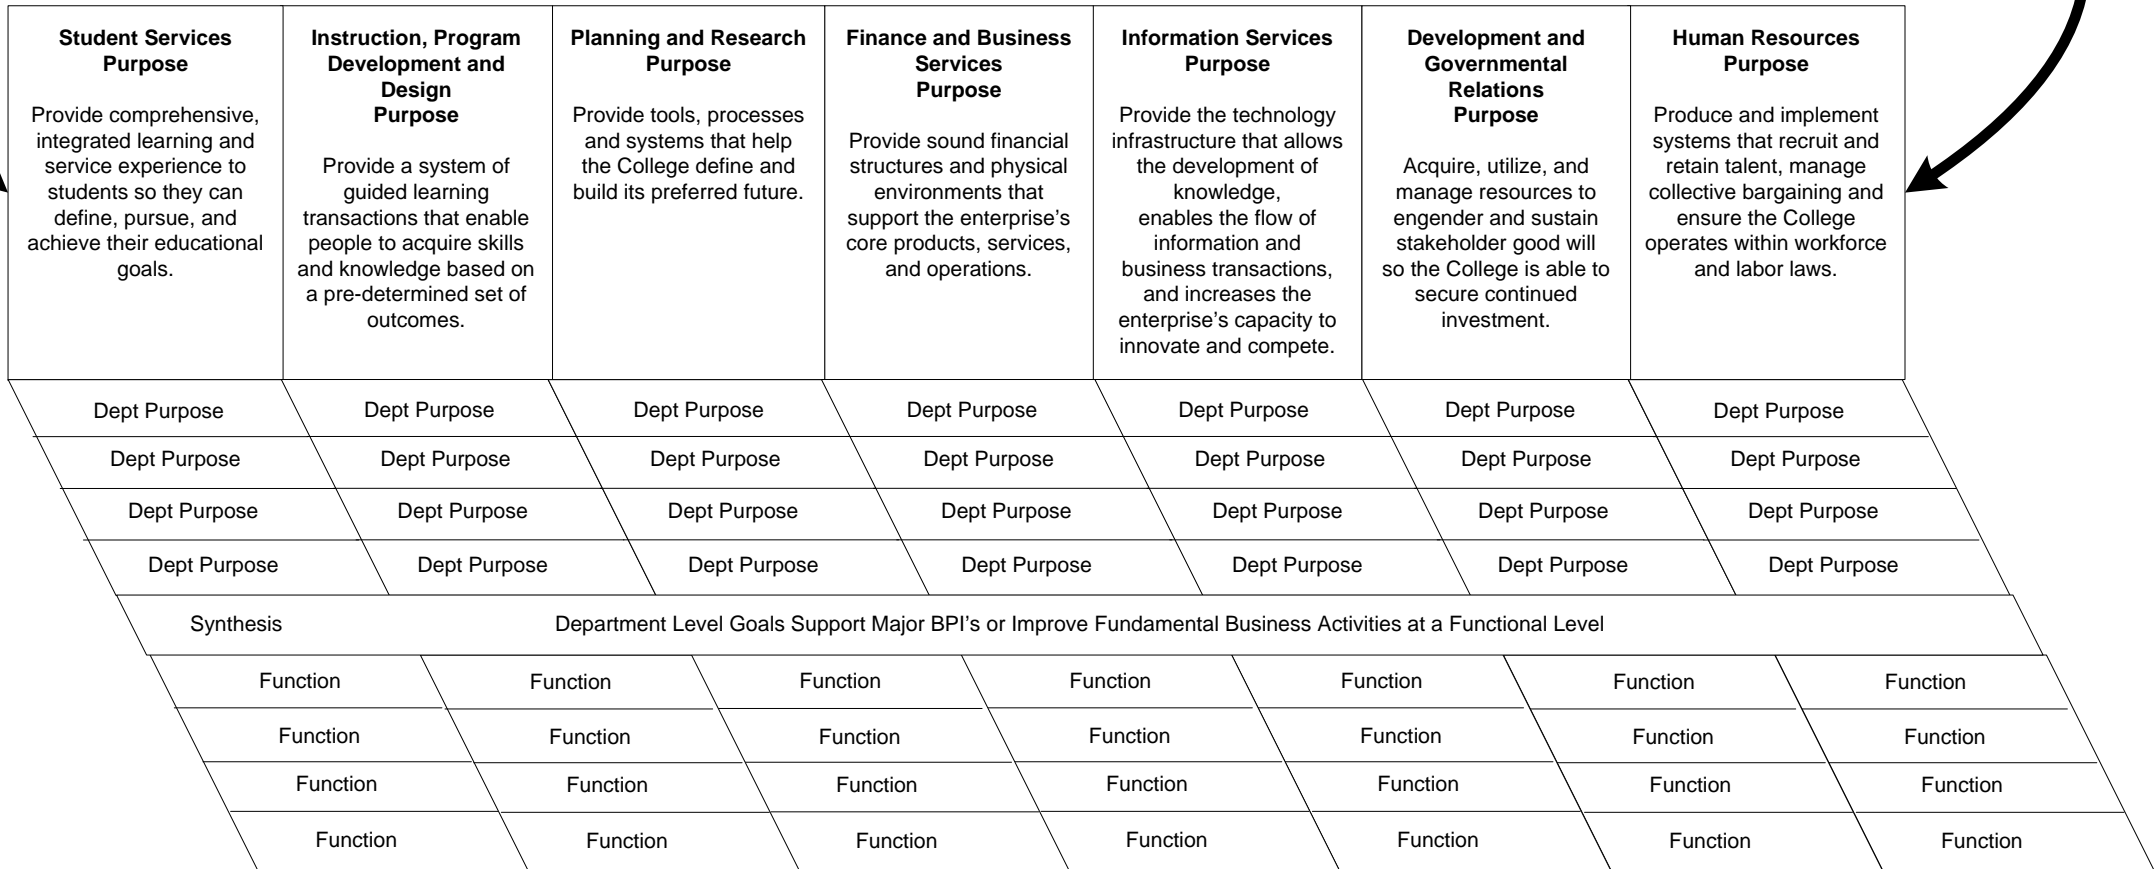 Student Services
Purpose
Provide comprehensive,
integrated learning and
service experience to
students so they can
define, pursue, and
achieve their educational
goals.
Instruction, Program
Development and
Design
Purpose
Provide a system of
guided learning
transactions that enable
people to acquire skills
and knowledge based on
a pre-determined set of
outcomes.
Planning and Research
Purpose
Provide tools, processes
and systems that help
the College define and
build its preferred future.
Finance and Business
Services
Purpose
Provide sound financial
structures and physical
environments that
support the enterprise’s
core products, services,
and operations.
Information Services
Purpose
Provide the technology
infrastructure that allows
the development of
knowledge,
enables the flow of
information and
business transactions,
and increases the
enterprise’s capacity to
innovate and compete.
Development and
Governmental
Relations
Purpose
Acquire, utilize, and
manage resources to
engender and sustain
stakeholder good will
so the College is able to
secure continued
investment.
Human Resources
Purpose
Produce and implement
systems that recruit and
retain talent, manage
collective bargaining and
ensure the College
operates within workforce
and labor laws.
Dept Purpose Dept Purpose Dept Purpose Dept Purpose Dept Purpose Dept Purpose Dept Purpose
Dept Purpose Dept Purpose Dept Purpose Dept Purpose Dept Purpose Dept Purpose Dept Purpose
Dept Purpose Dept Purpose Dept Purpose Dept Purpose Dept Purpose Dept Purpose Dept Purpose
Dept Purpose Dept Purpose Dept Purpose Dept Purpose Dept Purpose Dept Purpose Dept Purpose
Synthesis Department Level Goals Support Major BPI’s or Improve Fundamental Business Activities at a Functional Level
Function Function Function Function Function Function Function
Function Function Function Function Function Function Function
Function Function Function Function Function Function Function
Function Function Function Function Function Function Function